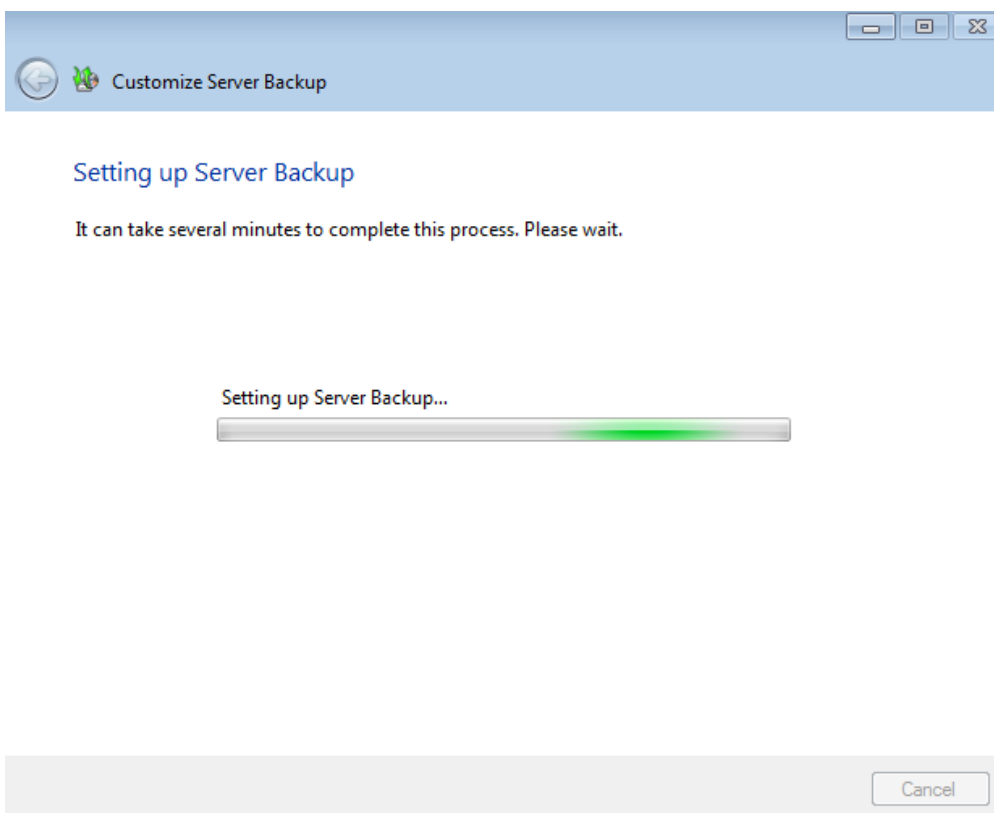 Customize Server Backup
Setting up Server Backup
It can take several minutes to complete this process. Please wait.
Setting up Server Backup...
Cancel